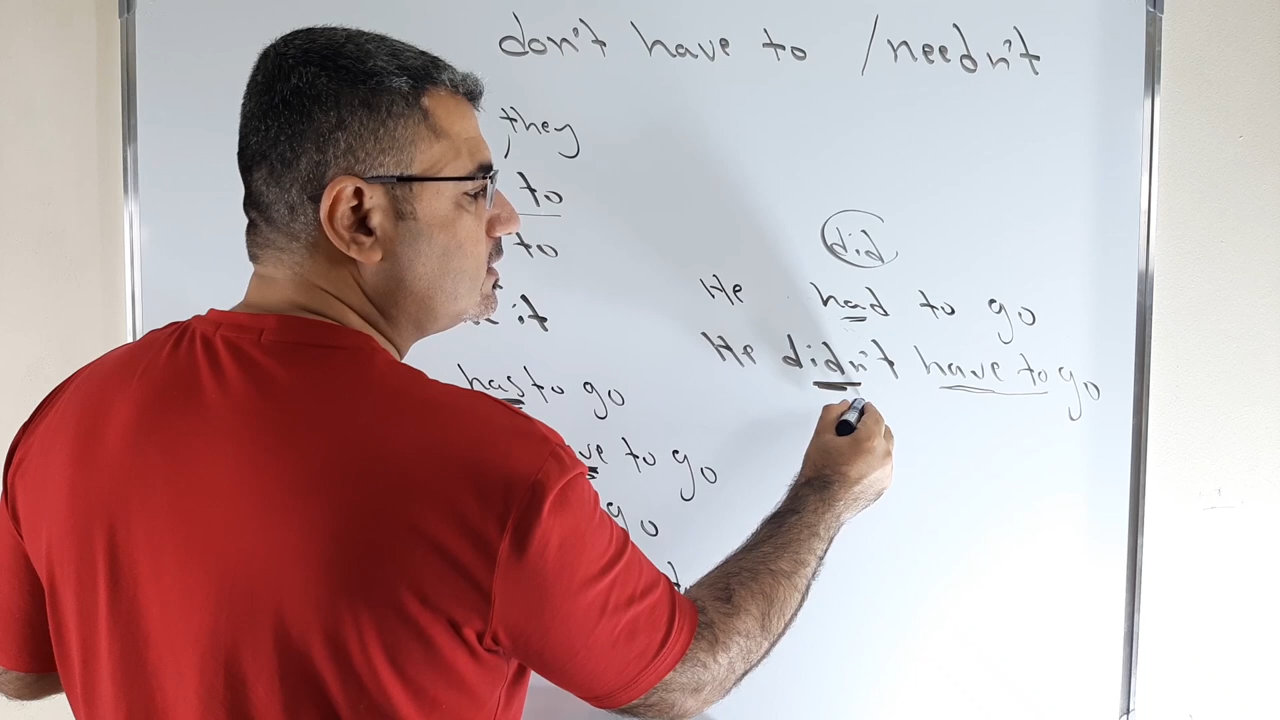 don't have to /needn't
they
to
to
it
has to go
ve to go
go
did
He had to go
He didn't have to go